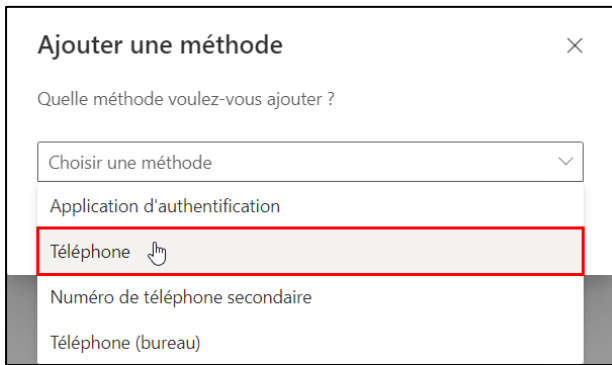 Ajouter une méthode
Quelle méthode voulez-vous ajouter ?
Choisir une méthode
Application d'authentification
Téléphone
Numéro de téléphone secondaire
Téléphone (bureau)